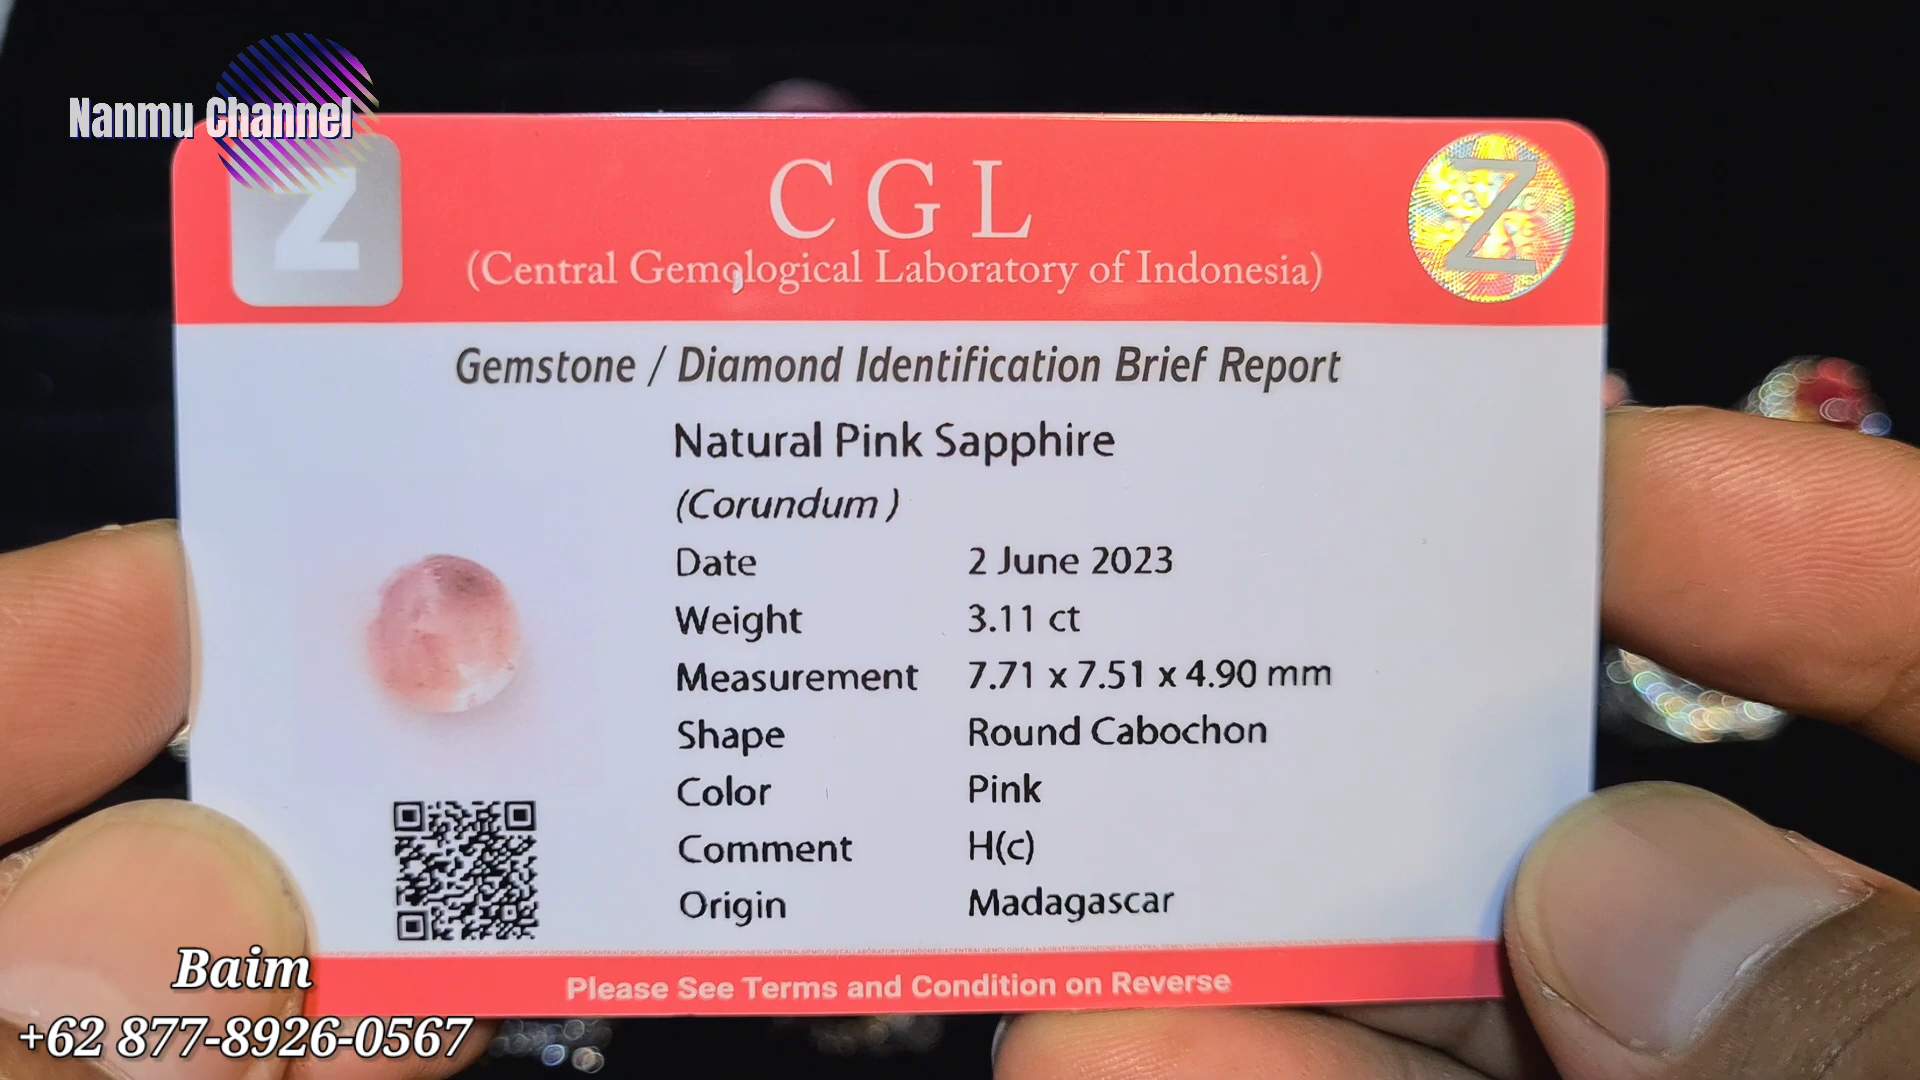 Nanmu Channel
Z
C G L
Z
(Central Gemological Laboratory of Indonesia)
Gemstone / Diamond Identification Brief Report
Natural Pink Sapphire
(Corundum )
Date 2 June 2023
Weight 3.11 ct
Measurement 7.71 x 7.51 x 4.90 mm
Shape Round Cabochon
Color Pink
Comment H(c)
Origin Madagascar
Please See Terms and Condition on Reverse
Baim
+62 877-8926-0567